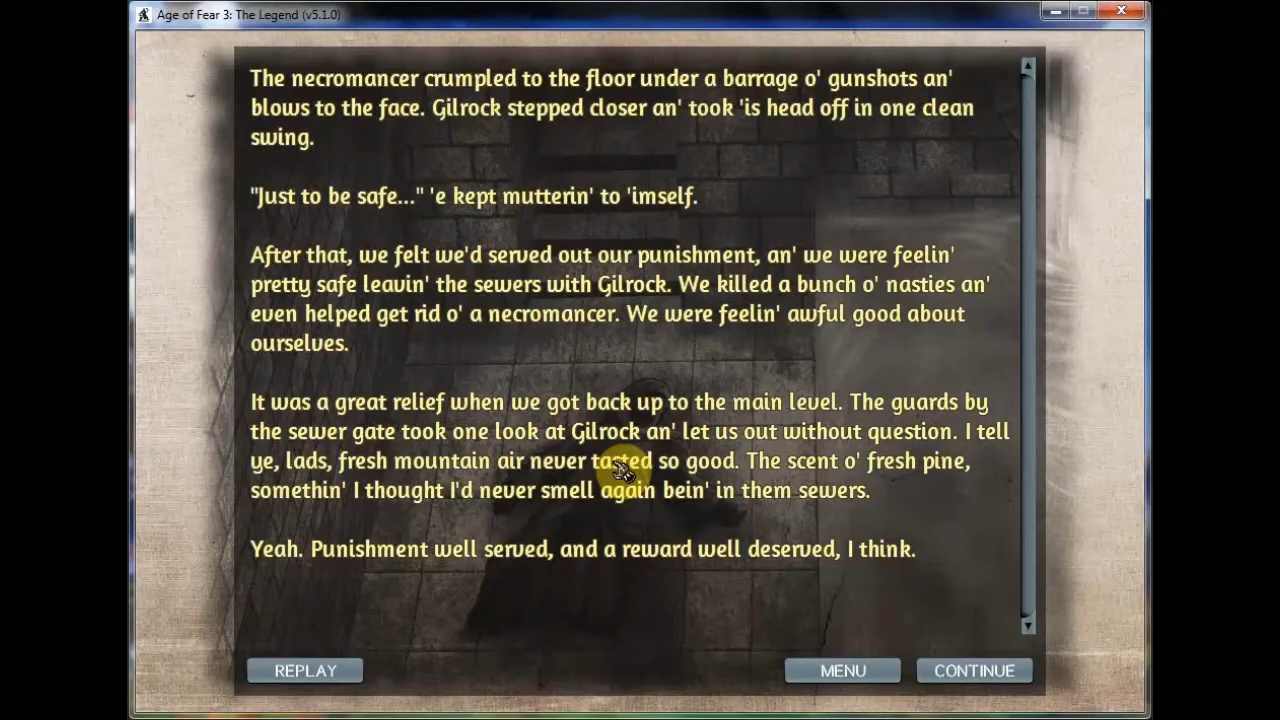 Age of Fear 3: The Legend (v5.1.0)
The necromancer crumpled to the floor under a barrage o' gunshots an'
blows to the face. Gilrock stepped closer an' took 'is head off in one clean
swing.
"Just to be safe..." 'e kept mutterin' to 'imself.
After that, we felt we'd served out our punishment, an' we were feelin'
pretty safe leavin' the sewers with Gilrock. We killed a bunch o' nasties an'
even helped get rid o' a necromancer. We were feelin' awful good about
ourselves.
It was a great relief when we got back up to the main level. The guards by
the sewer gate took one look at Gilrock an' let us out without question. I tell
ye, lads, fresh mountain air never tasted so good. The scent o' fresh pine,
somethin' I thought I'd never smell again bein' in them sewers.
Yeah. Punishment well served, and a reward well deserved, I think.
REPLAY
MENU
CONTINUE